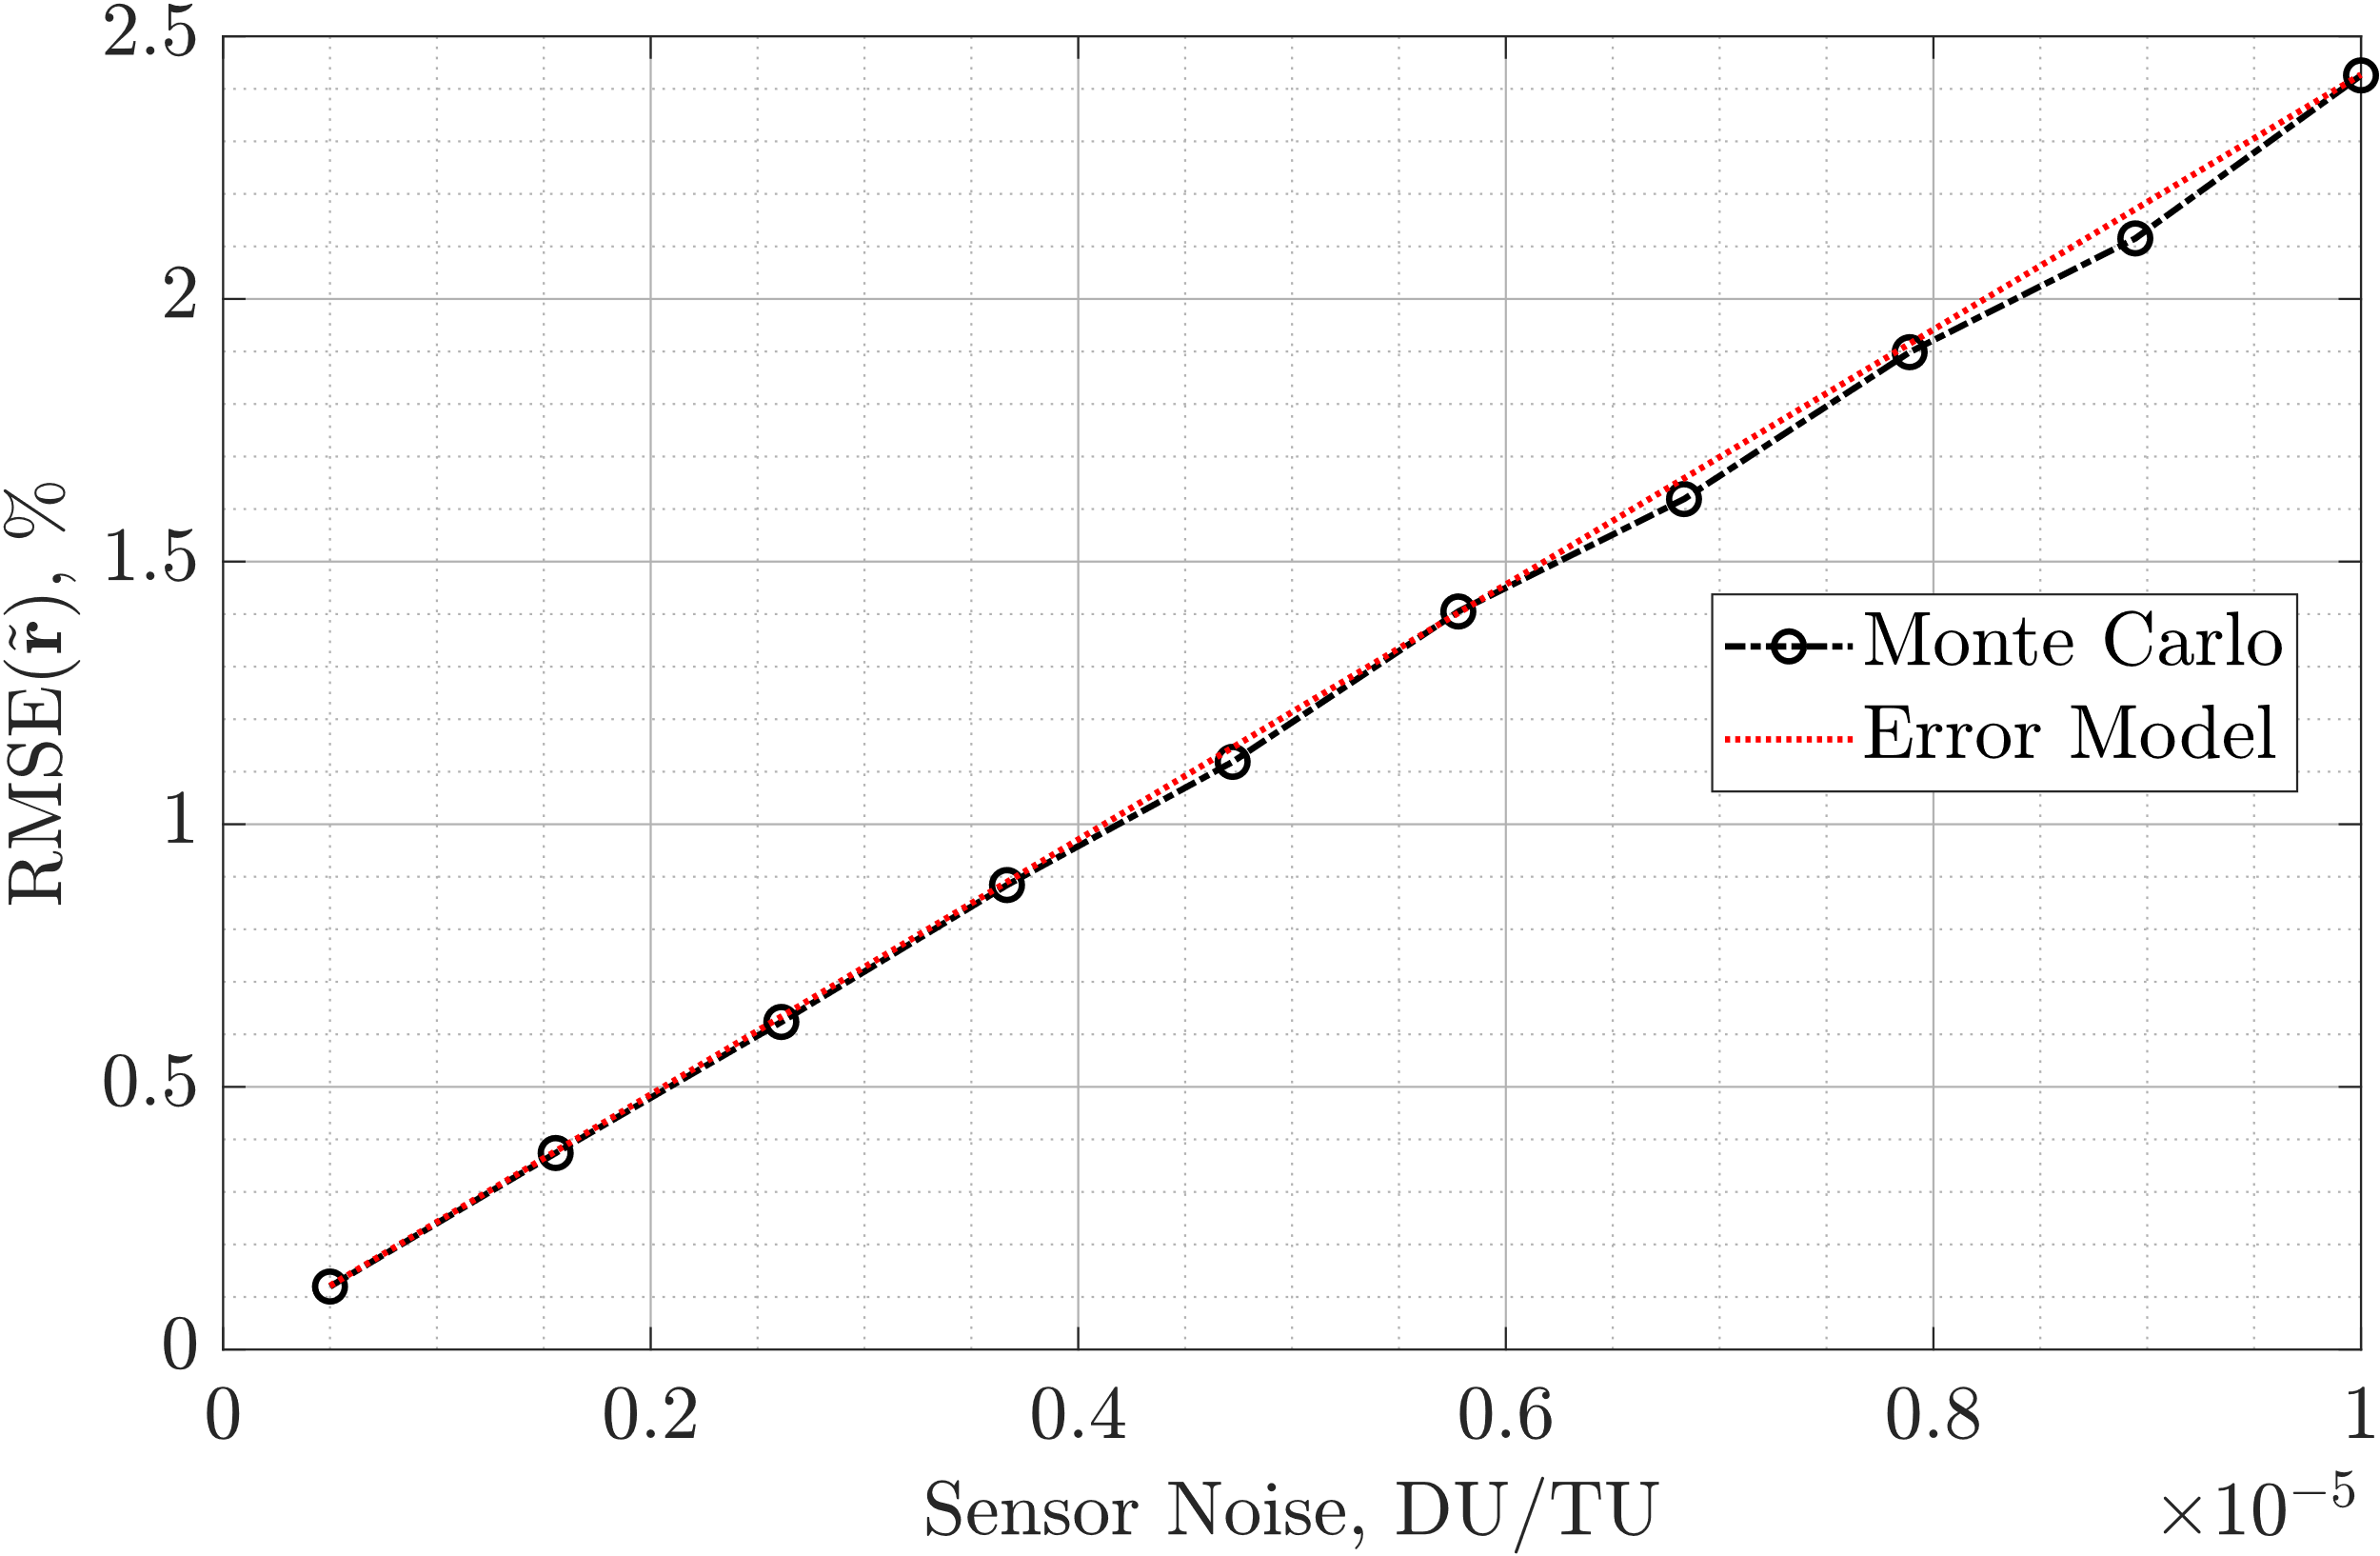 2.5
2
1.5
1
0.5
0
RMSE(r̃), %
Monte Carlo
Error Model
0 0.2 0.4 0.6 0.8 1
Sensor Noise, DU/TU
×10⁻⁵